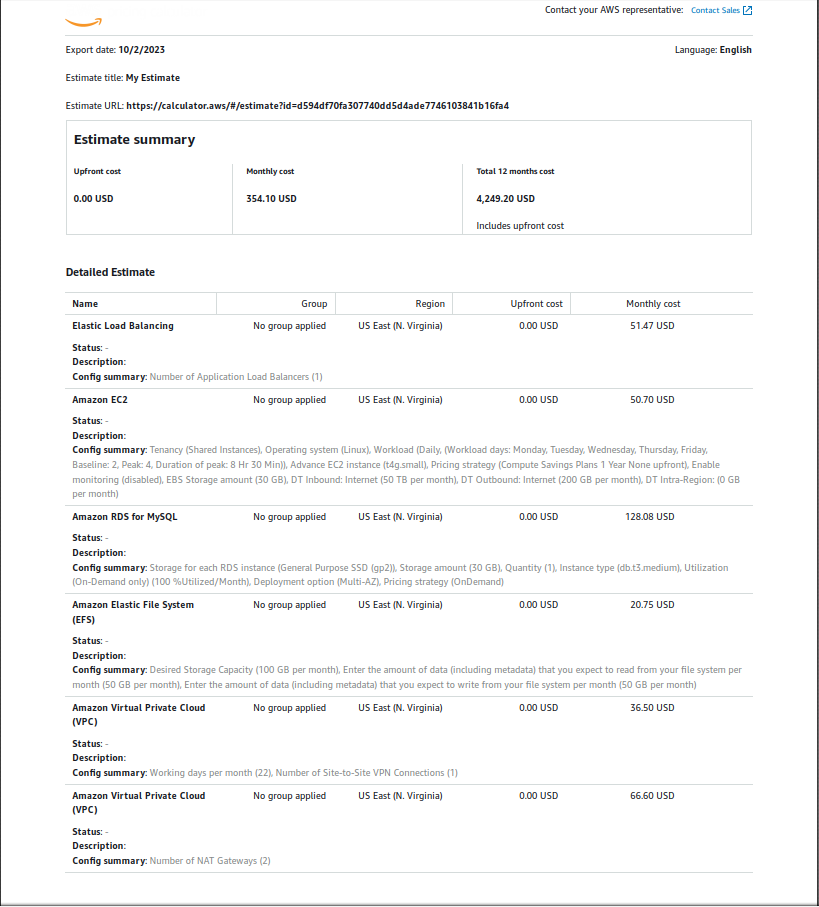 Contact your AWS representative: Contact Sales
Export date: 10/2/2023
Language: English
Estimate title: My Estimate
Estimate URL: https://calculator.aws/#/estimate?id=d594df70fa307740dd5d4ade7746103841b16fa4
Estimate summary
Upfront cost Monthly cost Total 12 months cost
0.00 USD 354.10 USD 4,249.20 USD
Includes upfront cost
Detailed Estimate
Name Group Region Upfront cost Monthly cost
Elastic Load Balancing No group applied US East (N. Virginia) 0.00 USD 51.47 USD
Status: -
Description:
Config summary: Number of Application Load Balancers (1)
Amazon EC2 No group applied US East (N. Virginia) 0.00 USD 50.70 USD
Status: -
Description:
Config summary: Tenancy (Shared Instances), Operating system (Linux), Workload (Daily, (Workload days: Monday, Tuesday, Wednesday, Thursday, Friday,
Baseline: 2, Peak: 4, Duration of peak: 8 Hr 30 Min)), Advance EC2 instance (t4g.small), Pricing strategy (Compute Savings Plans 1 Year None upfront), Enable
monitoring (disabled), EBS Storage amount (30 GB), DT Inbound: Internet (50 TB per month), DT Outbound: Internet (200 GB per month), DT Intra-Region: (0 GB
per month)
Amazon RDS for MySQL No group applied US East (N. Virginia) 0.00 USD 128.08 USD
Status: -
Description:
Config summary: Storage for each RDS instance (General Purpose SSD (gp2)), Storage amount (30 GB), Quantity (1), Instance type (db.t3.medium), Utilization
(On-Demand only) (100 %Utilized/Month), Deployment option (Multi-AZ), Pricing strategy (OnDemand)
Amazon Elastic File System No group applied US East (N. Virginia) 0.00 USD 20.75 USD
(EFS)
Status: -
Description:
Config summary: Desired Storage Capacity (100 GB per month), Enter the amount of data (including metadata) that you expect to read from your file system per
month (50 GB per month), Enter the amount of data (including metadata) that you expect to write from your file system per month (50 GB per month)
Amazon Virtual Private Cloud No group applied US East (N. Virginia) 0.00 USD 36.50 USD
(VPC)
Status: -
Description:
Config summary: Working days per month (22), Number of Site-to-Site VPN Connections (1)
Amazon Virtual Private Cloud No group applied US East (N. Virginia) 0.00 USD 66.60 USD
(VPC)
Status: -
Description:
Config summary: Number of NAT Gateways (2)